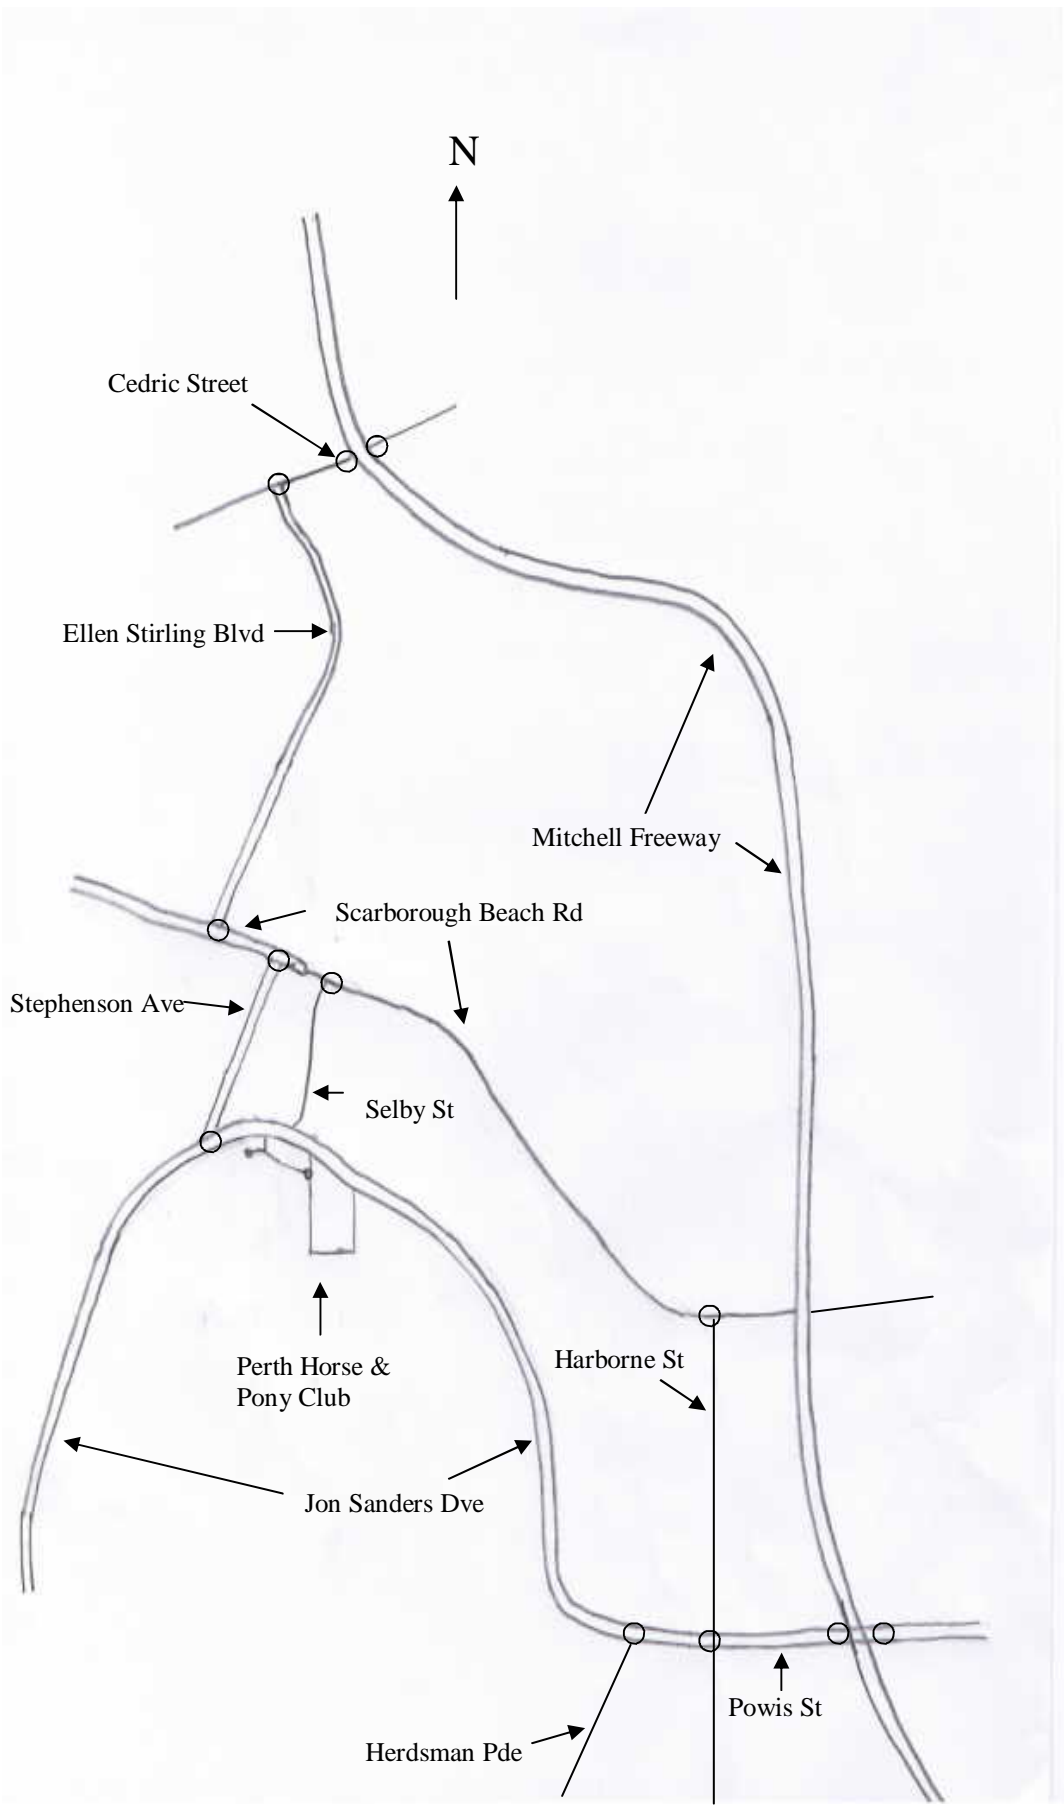 N
Cedric Street
Ellen Stirling Blvd
Mitchell Freeway
Scarborough Beach Rd
Stephenson Ave
Selby St
Harborne St
Perth Horse &
Pony Club
Jon Sanders Dve
Powis St
Herdsman Pde